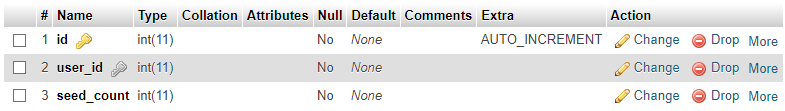 # Name Type Collation Attributes Null Default Comments Extra Action
1 id int(11) No None AUTO_INCREMENT Change Drop More
2 user_id int(11) No None Change Drop More
3 seed_count int(11) No None Change Drop More